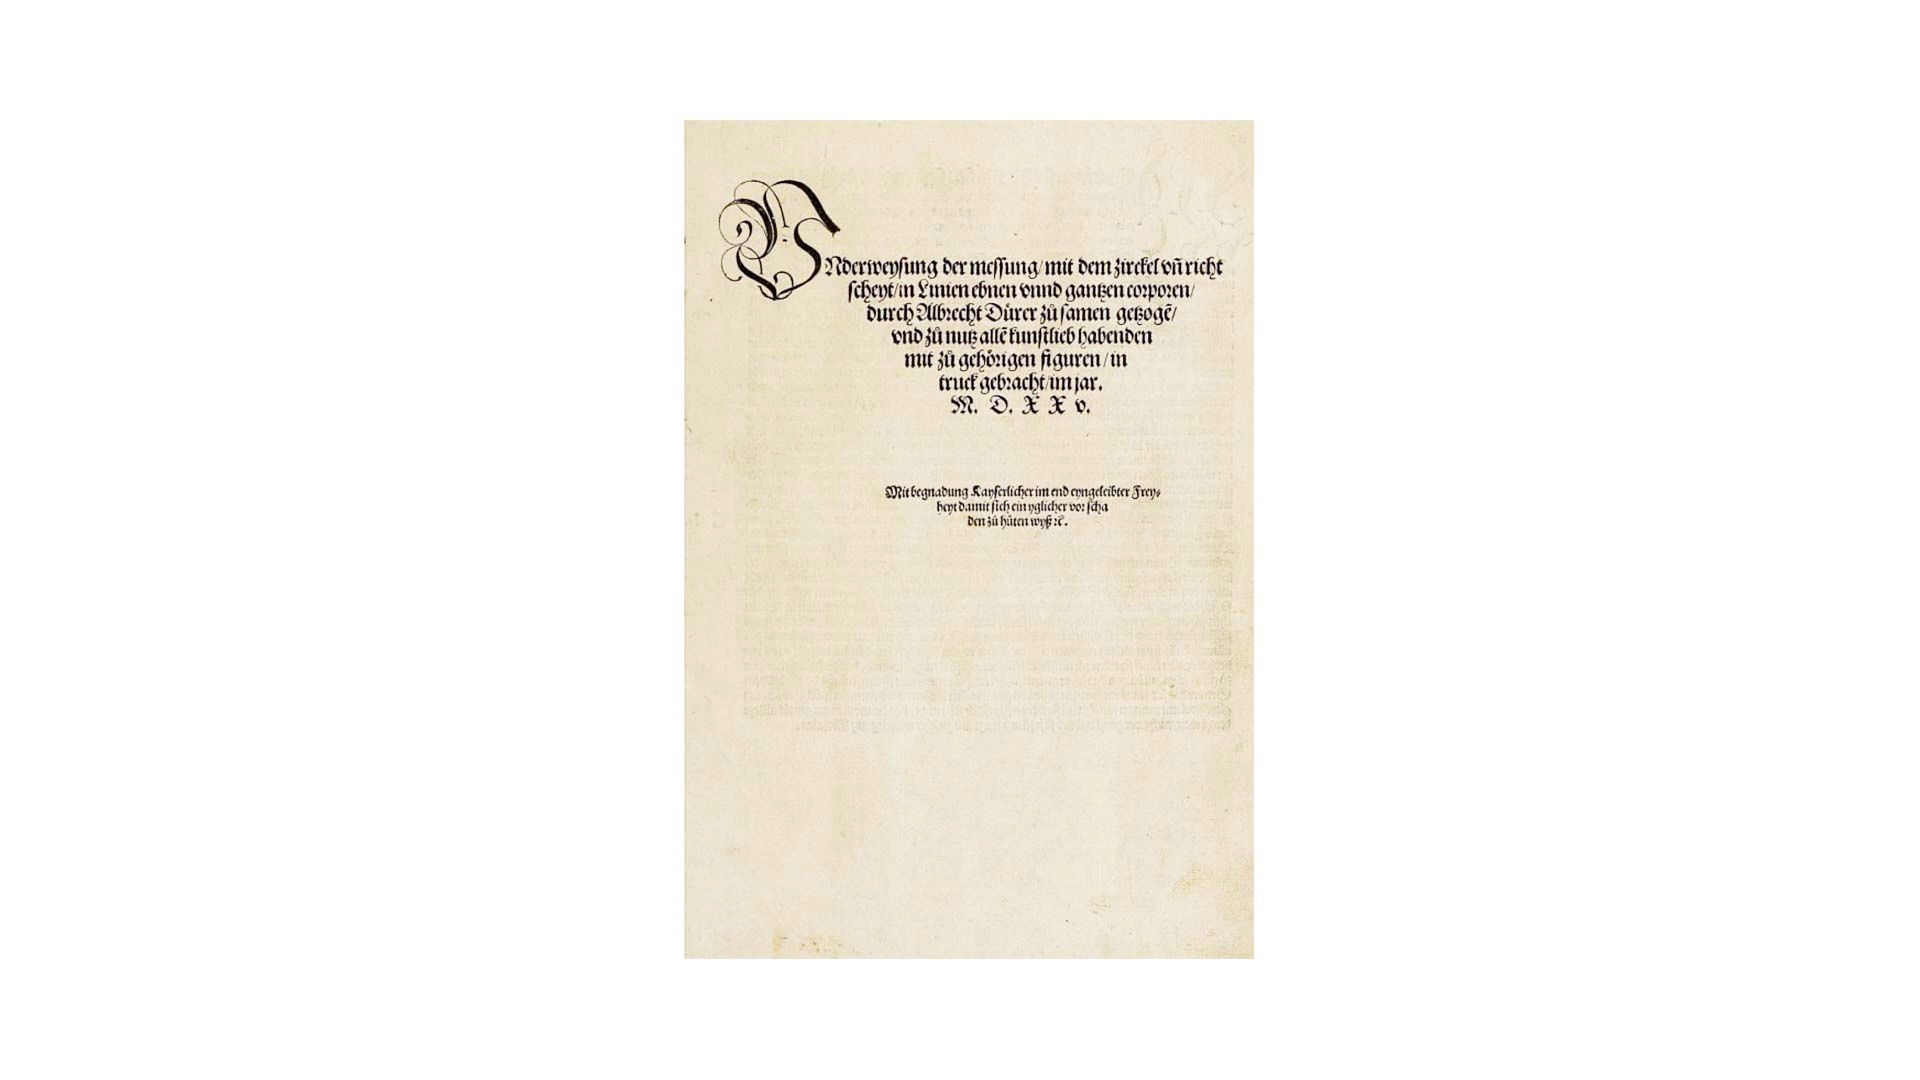 VNderweysung der messung/mit dem zirckel vñ richt
scheyt/in Linien ebnen vnnd gantzen corporen/
durch Albrecht Dürer zů samen getzogẽ/
vnd zů nutz allẽ kunstlieb habenden
mit zů gehörigen figuren/in
truck gebracht/im jar.
M. D. X X v.
Mit begnadung Kayserlicher im end eyngeleibter Frey⸗
heyt damit sich ein yglicher vor scha
den zů hüten wyß ⁊c̃.